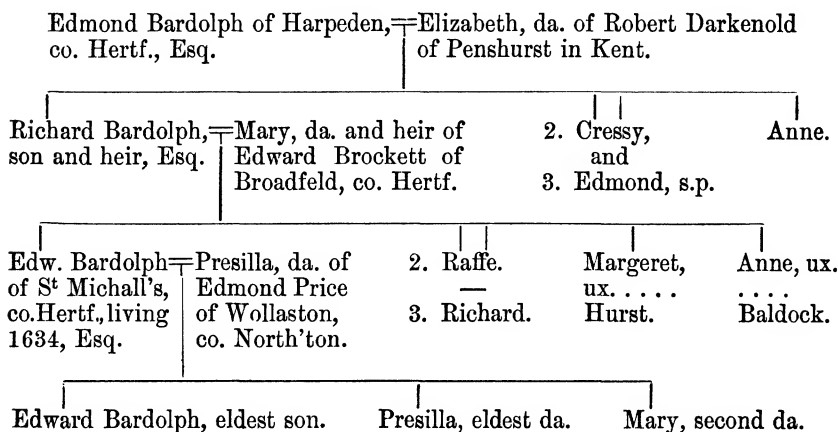 Edmond Bardolph of Harpeden,
co. Hertf., Esq.
Elizabeth, da. of Robert Darkenold
of Penshurst in Kent.
Richard Bardolph,
son and heir, Esq.
Mary, da. and heir of
Edward Brockett of
Broadfeld, co. Hertf.
2. Cressy,
and
3. Edmond, s.p.
Anne.
Edw. Bardolph
of St Michall's,
co.Hertf., living
1634, Esq.
Presilla, da. of
Edmond Price
of Wollaston,
co. North'ton.
2. Raffe.
—
3. Richard.
Margeret,
ux. . . . . .
Hurst.
Anne, ux.
. . . .
Baldock.
Edward Bardolph, eldest son.
Presilla, eldest da.
Mary, second da.